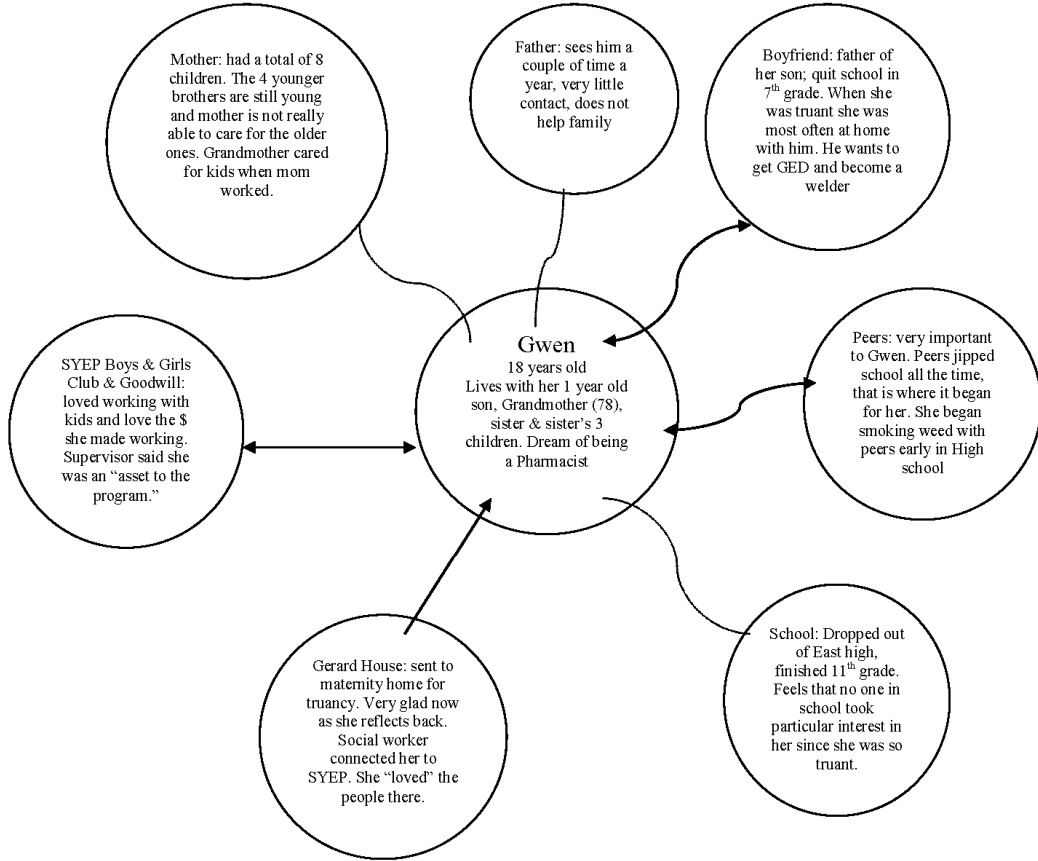 Mother: had a total of 8
children. The 4 younger
brothers are still young
and mother is not really
able to care for the older
ones. Grandmother cared
for kids when mom
worked.
Father: sees him a
couple of time a
year, very little
contact, does not
help family
Boyfriend: father of
her son; quit school in
7th grade. When she
was truant she was
most often at home
with him. He wants to
get GED and become a
welder
SYEP Boys & Girls
Club & Goodwill:
loved working with
kids and love the $
she made working.
Supervisor said she
was an “asset to the
program.”
Gwen
18 years old
Lives with her 1 year old
son, Grandmother (78),
sister & sister’s 3
children. Dream of being
a Pharmacist
Peers: very important
to Gwen. Peers jipped
school all the time,
that is where it began
for her. She began
smoking weed with
peers early in High
school
Gerard House: sent to
maternity home for
truancy. Very glad now
as she reflects back.
Social worker
connected her to
SYEP. She “loved” the
people there.
School: Dropped out
of East high,
finished 11th grade.
Feels that no one in
school took
particular interest in
her since she was so
truant.